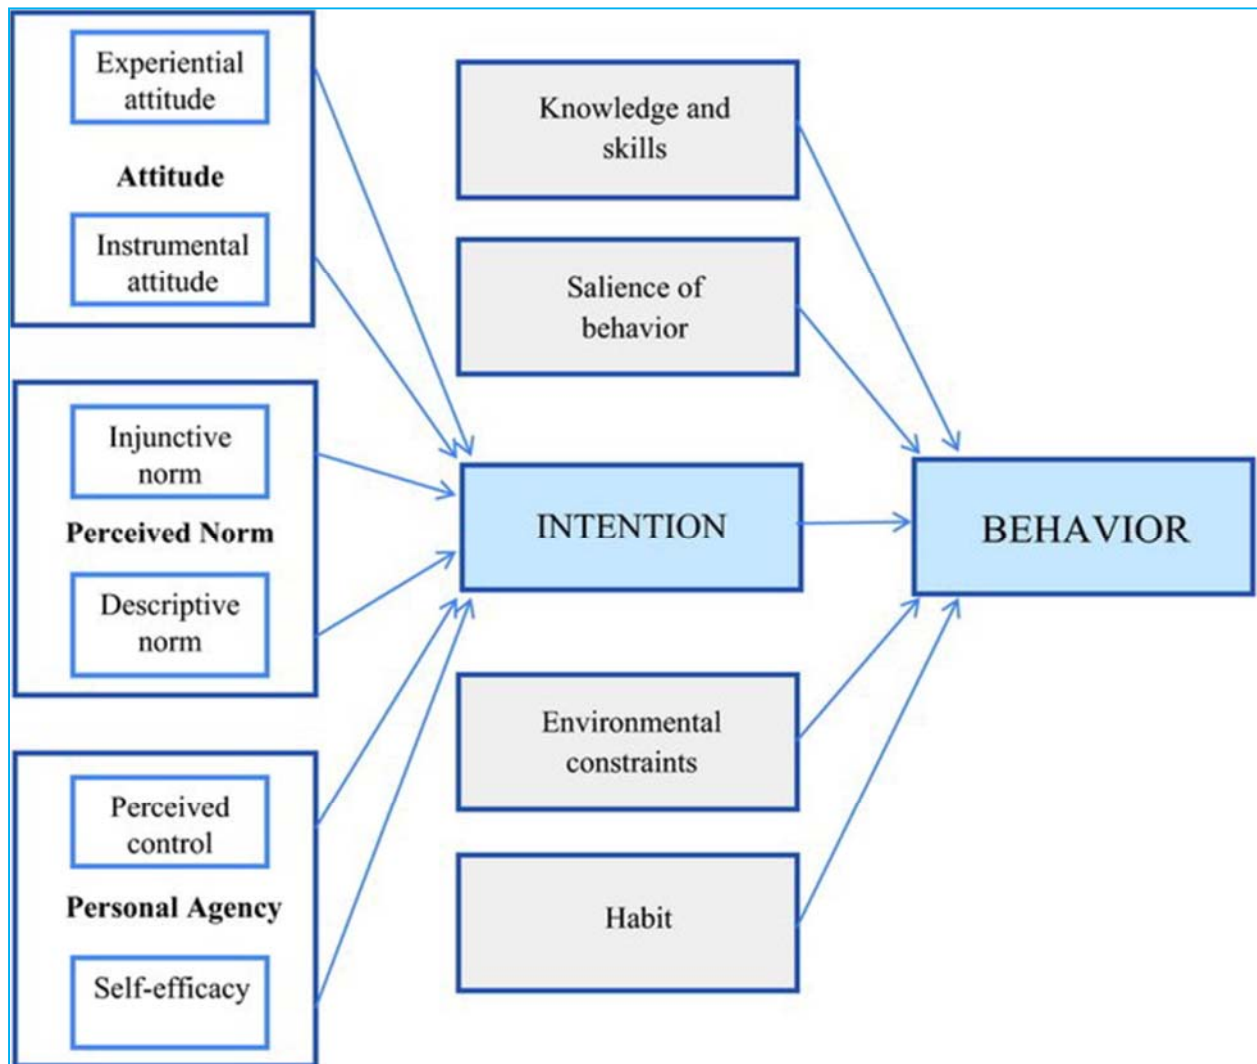 Experiential
attitude
Attitude
Instrumental
attitude
Injunctive
norm
Perceived Norm
Descriptive
norm
Perceived
control
Personal Agency
Self-efficacy
Knowledge and
skills
Salience of
behavior
INTENTION
Environmental
constraints
Habit
BEHAVIOR